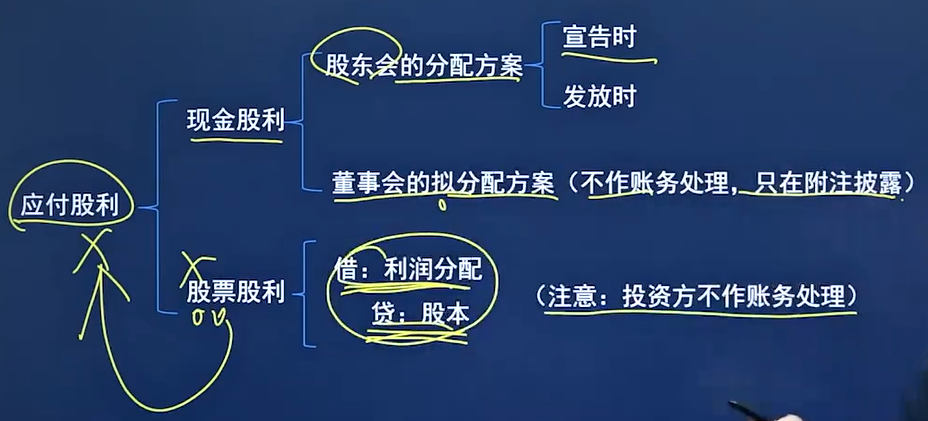 宣告时
股东会的分配方案
发放时
现金股利
董事会的拟分配方案（不作账务处理，只在附注披露）
应付股利
借：利润分配
股票股利
（注意：投资方不作账务处理）
贷：股本